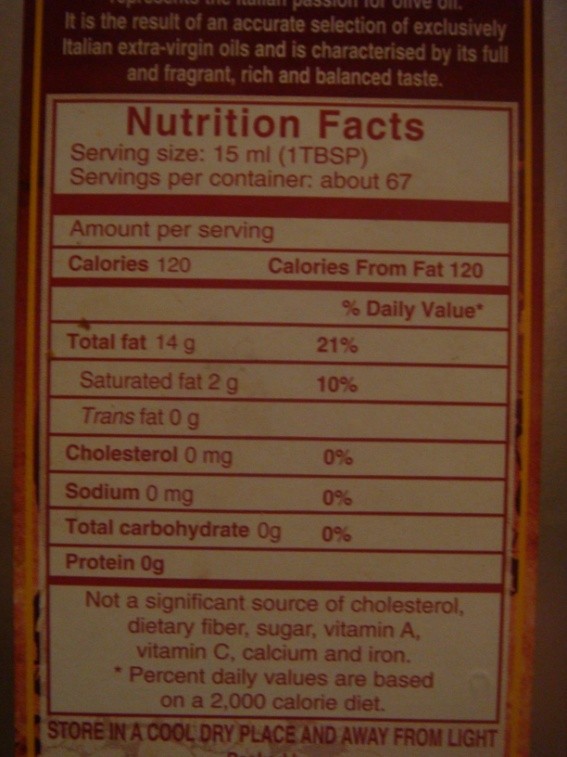 represents the Italian passion for olive oil.
It is the result of an accurate selection of exclusively
Italian extra-virgin oils and is characterised by its full
and fragrant, rich and balanced taste.
Nutrition Facts
Serving size: 15 ml (1TBSP)
Servings per container: about 67
Amount per serving
Calories 120 Calories From Fat 120
% Daily Value*
Total fat 14 g 21%
Saturated fat 2 g 10%
Trans fat 0 g
Cholesterol 0 mg 0%
Sodium 0 mg 0%
Total carbohydrate 0g 0%
Protein 0g
Not a significant source of cholesterol,
dietary fiber, sugar, vitamin A,
vitamin C, calcium and iron.
* Percent daily values are based
on a 2,000 calorie diet.
STORE IN A COOL DRY PLACE AND AWAY FROM LIGHT